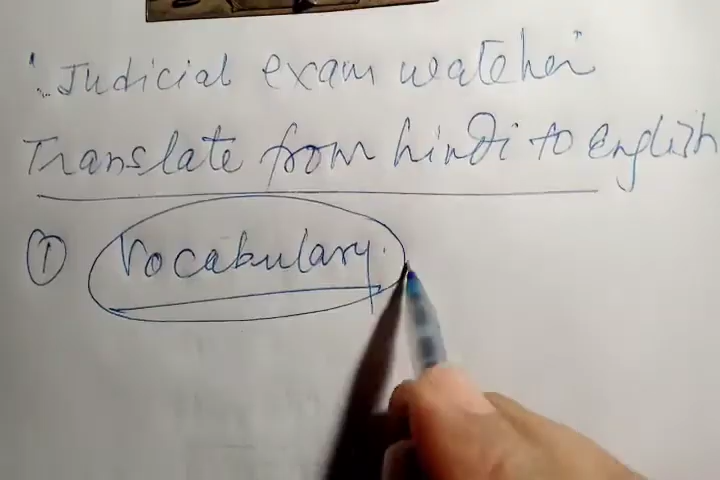 "Judicial exam watcher"
Translate from hindi to english
① Vocabulary.